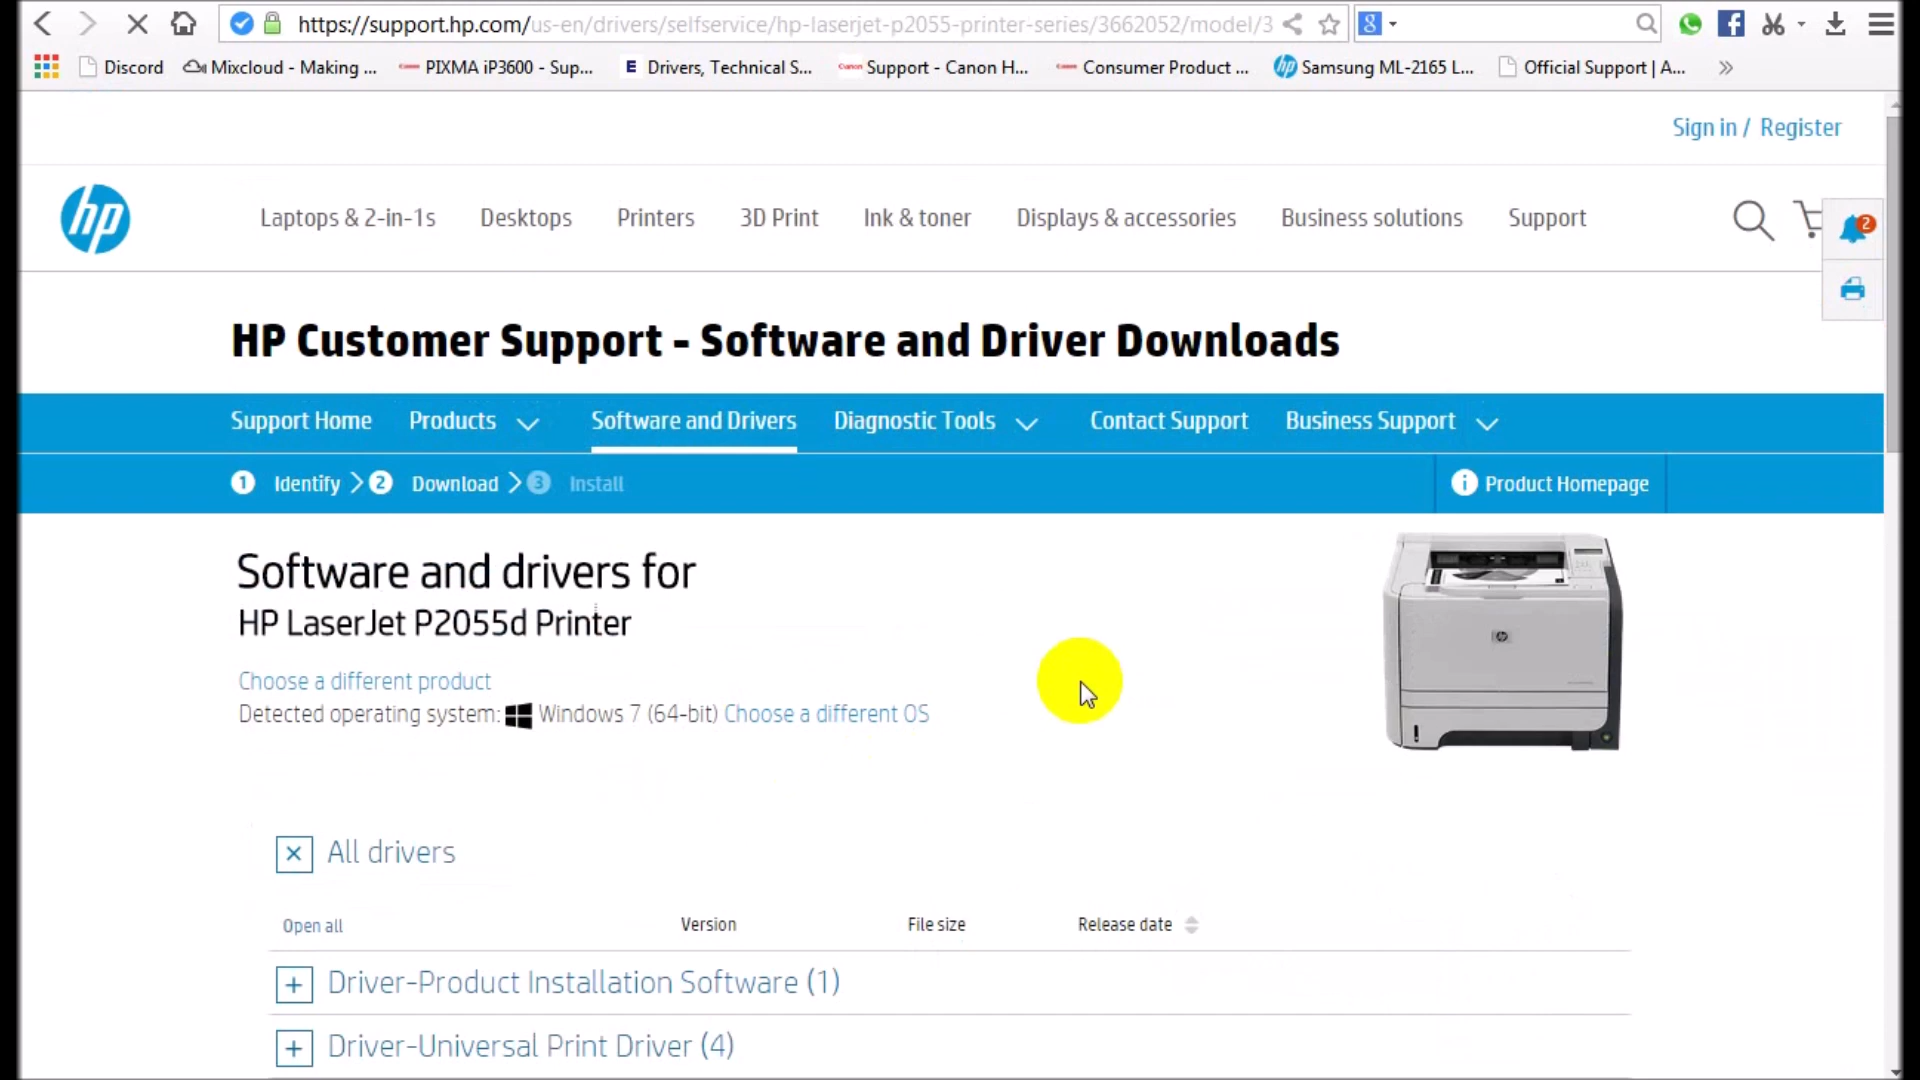 https://support.hp.com/us-en/drivers/selfservice/hp-laserjet-p2055-printer-series/3662052/model/3
8
Discord
Mixcloud - Making ...
PIXMA iP3600 - Sup...
E Drivers, Technical S...
Canon Support - Canon H...
Consumer Product ...
hp Samsung ML-2165 L...
Official Support | A...
Sign in / Register
hp
Laptops & 2-in-1s
Desktops
Printers
3D Print
Ink & toner
Displays & accessories
Business solutions
Support
2
HP Customer Support - Software and Driver Downloads
Support Home
Products
Software and Drivers
Diagnostic Tools
Contact Support
Business Support
1 Identify
2 Download
3 Install
i Product Homepage
Software and drivers for
HP LaserJet P2055d Printer
Choose a different product
Detected operating system: Windows 7 (64-bit) Choose a different OS
All drivers
Open all
Version
File size
Release date
Driver-Product Installation Software (1)
Driver-Universal Print Driver (4)